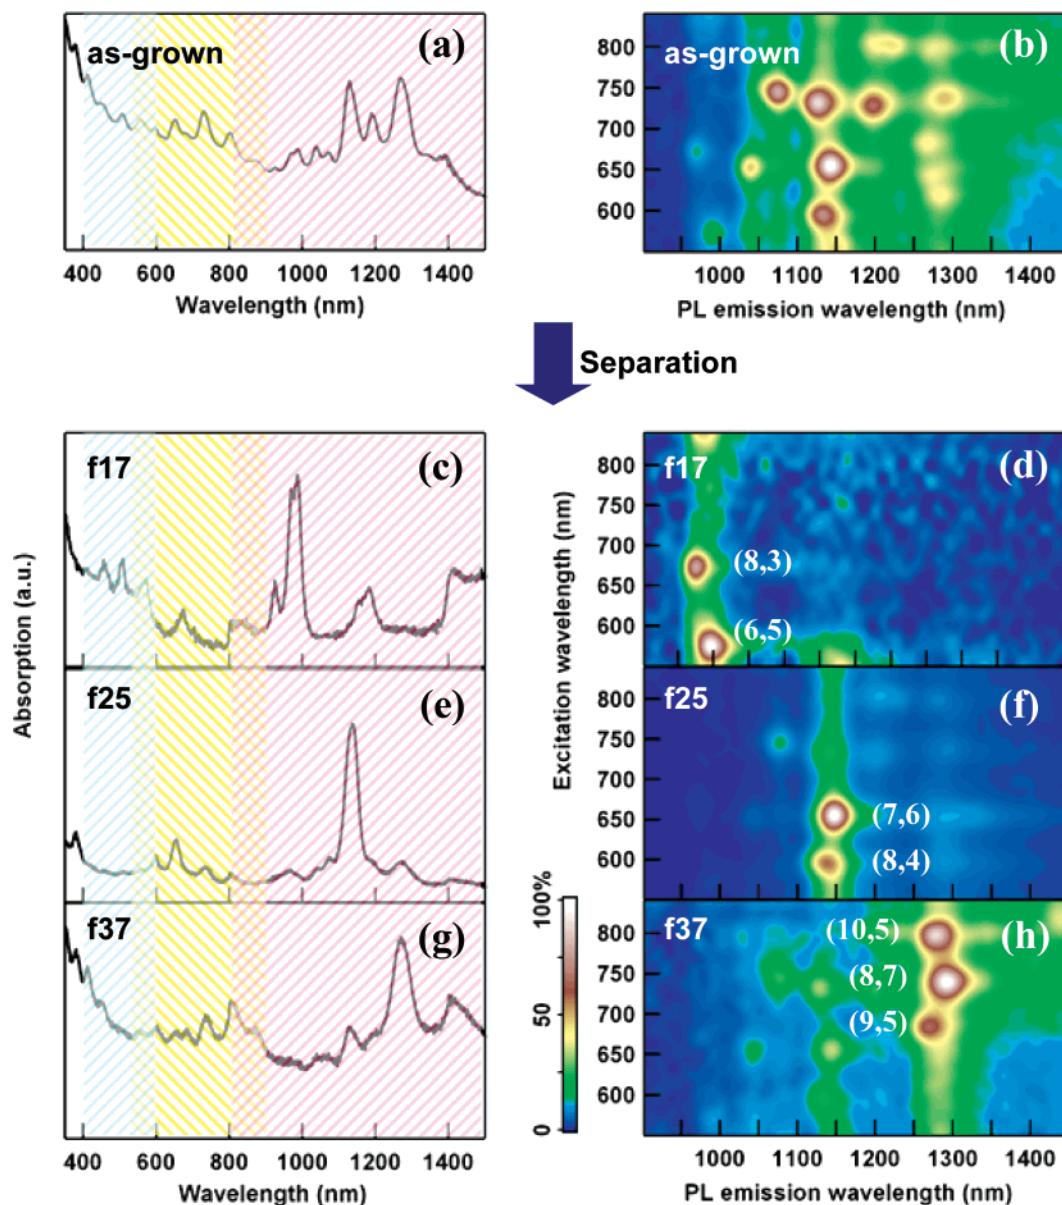 as-grown (a)
400 600 800 1000 1200 1400
Wavelength (nm)
as-grown (b)
800
750
700
650
600
1000 1100 1200 1300 1400
PL emission wavelength (nm)
Separation
Absorption (a.u.)
f17 (c)
f25 (e)
f37 (g)
400 600 800 1000 1200 1400
Wavelength (nm)
Excitation wavelength (nm)
f17 (d)
800
750
700
650
600
(8,3)
(6,5)
f25 (f)
800
750
700
650
600
(7,6)
(8,4)
0 50 100%
f37 (h)
800
750
700
650
600
(10,5)
(8,7)
(9,5)
1000 1100 1200 1300 1400
PL emission wavelength (nm)